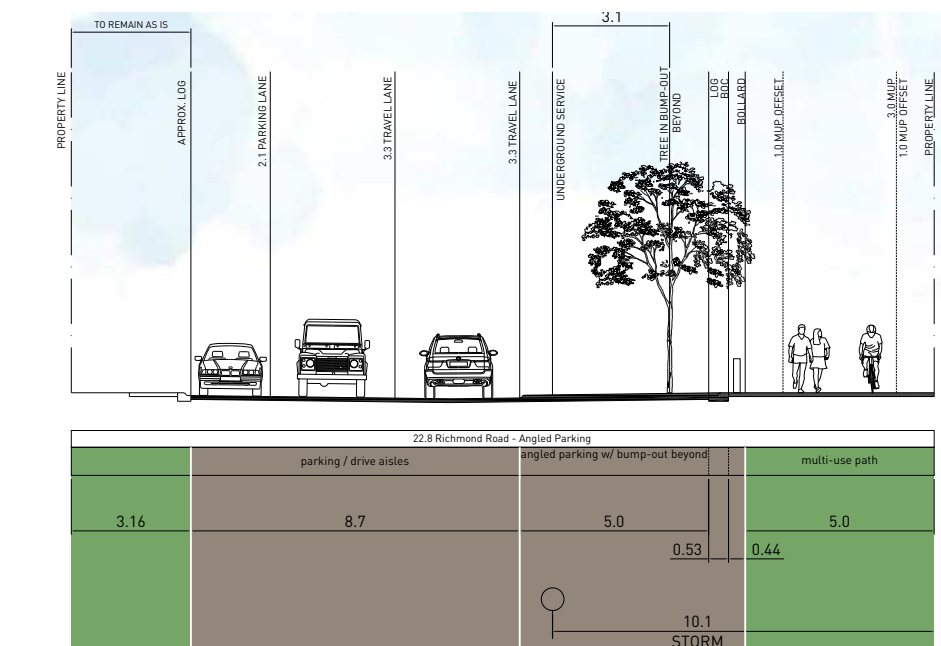 3.1
TO REMAIN AS IS
PROPERTY LINE
APPROX. LOG
2.1 PARKING LANE
3.3 TRAVEL LANE
3.3 TRAVEL LANE
UNDERGROUND SERVICE
TREE IN BUMP-OUT
BEYOND
LOG
BOC
BOLLARD
1.0 MUP OFFSET
3.0 MUP
1.0 MUP OFFSET
PROPERTY LINE
22.8 Richmond Road - Angled Parking
parking / drive aisles
angled parking w/ bump-out beyond
multi-use path
3.16
8.7
5.0
5.0
0.53
0.44
10.1
STORM